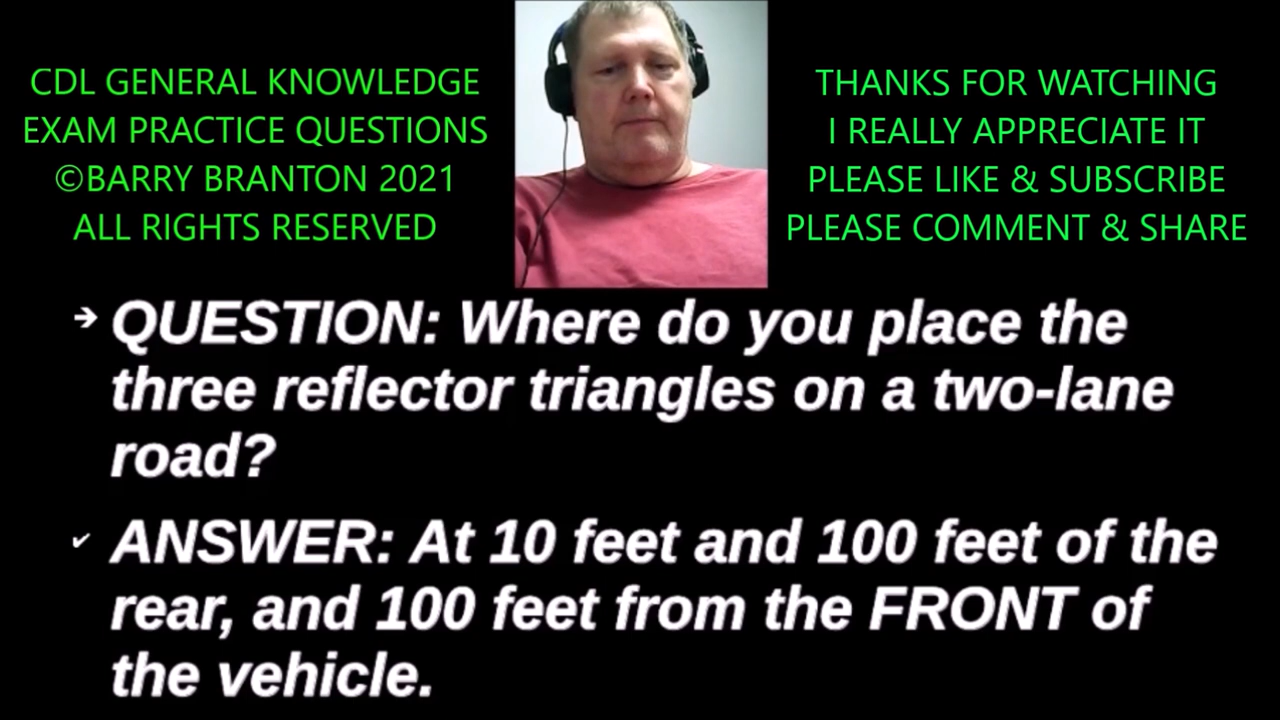 CDL GENERAL KNOWLEDGE
EXAM PRACTICE QUESTIONS
©BARRY BRANTON 2021
ALL RIGHTS RESERVED
THANKS FOR WATCHING
I REALLY APPRECIATE IT
PLEASE LIKE & SUBSCRIBE
PLEASE COMMENT & SHARE
➔ QUESTION: Where do you place the
three reflector triangles on a two-lane
road?
✔ ANSWER: At 10 feet and 100 feet of the
rear, and 100 feet from the FRONT of
the vehicle.